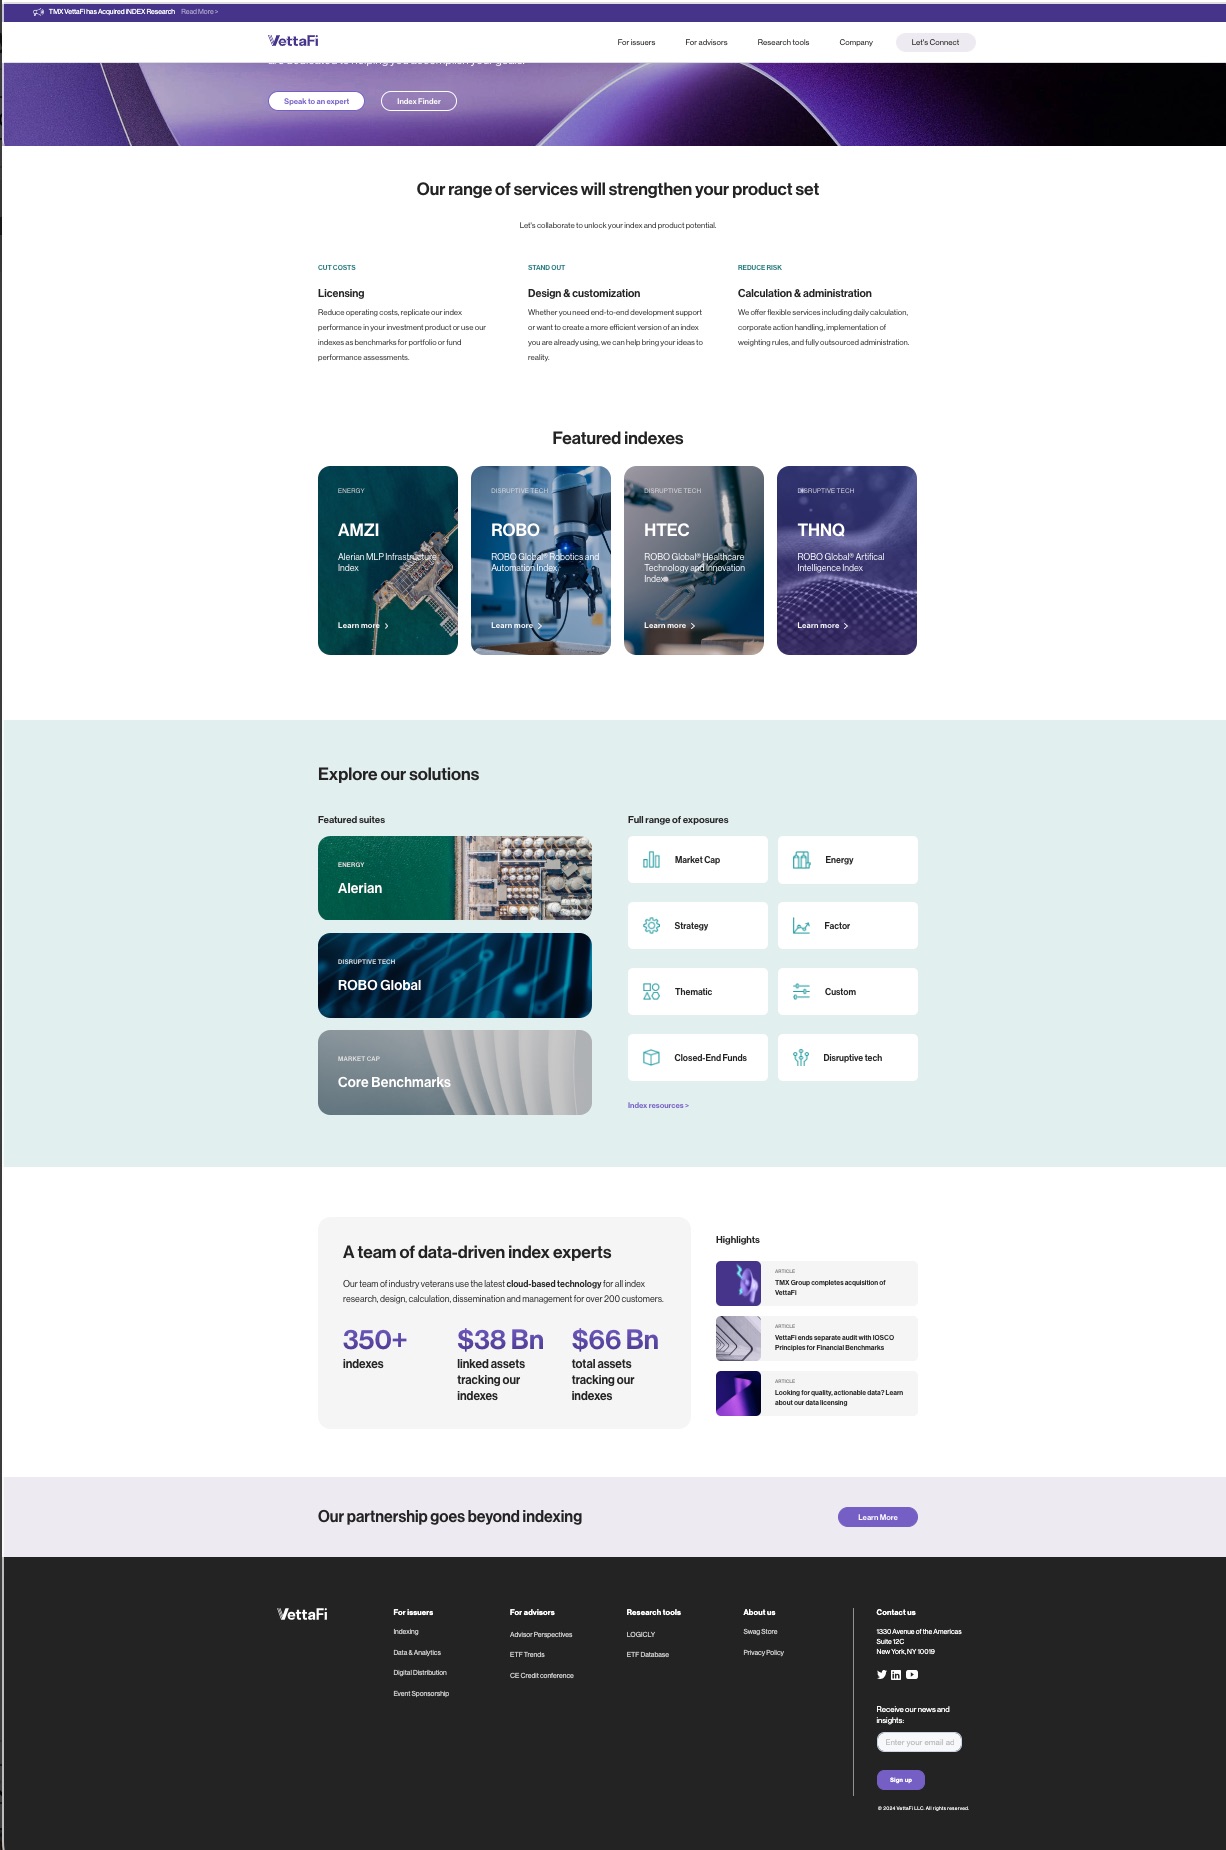 TMX VettaFi has Acquired INDEX Research Read More >
VettaFi
For issuers
For advisors
Research tools
Company
Let's Connect
are dedicated to helping you accomplish your goals.
Speak to an expert
Index Finder
Our range of services will strengthen your product set
Let's collaborate to unlock your index and product potential.
CUT COSTS
Licensing
Reduce operating costs, replicate our index
performance in your investment product or use our
indexes as benchmarks for portfolio or fund
performance assessments.
STAND OUT
Design & customization
Whether you need end-to-end development support
or want to create a more efficient version of an index
you are already using, we can help bring your ideas to
reality.
REDUCE RISK
Calculation & administration
We offer flexible services including daily calculation,
corporate action handling, implementation of
weighting rules, and fully outsourced administration.
Featured indexes
ENERGY
AMZI
Alerian MLP Infrastructure
Index
Learn more >
DISRUPTIVE TECH
ROBO
ROBO Global® Robotics and
Automation Index
Learn more >
DISRUPTIVE TECH
HTEC
ROBO Global® Healthcare
Technology and Innovation
Index
Learn more >
DISRUPTIVE TECH
THNQ
ROBO Global® Artifical
Intelligence Index
Learn more >
Explore our solutions
Featured suites
ENERGY
Alerian
DISRUPTIVE TECH
ROBO Global
MARKET CAP
Core Benchmarks
Full range of exposures
Market Cap
Energy
Strategy
Factor
Thematic
Custom
Closed-End Funds
Disruptive tech
Index resources >
A team of data-driven index experts
Our team of industry veterans use the latest cloud-based technology for all index
research, design, calculation, dissemination and management for over 200 customers.
350+
indexes
$38 Bn
linked assets
tracking our
indexes
$66 Bn
total assets
tracking our
indexes
Highlights
ARTICLE
TMX Group completes acquisition of
VettaFi
ARTICLE
VettaFi ends separate audit with IOSCO
Principles for Financial Benchmarks
ARTICLE
Looking for quality, actionable data? Learn
about our data licensing
Our partnership goes beyond indexing
Learn More
VettaFi
For issuers
Indexing
Data & Analytics
Digital Distribution
Event Sponsorship
For advisors
Advisor Perspectives
ETF Trends
CE Credit conference
Research tools
LOGICLY
ETF Database
About us
Swag Store
Privacy Policy
Contact us
1330 Avenue of the Americas
Suite 12C
New York, NY 10019
Receive our news and
insights:
Enter your email ad
Sign up
© 2024 VettaFi LLC. All rights reserved.